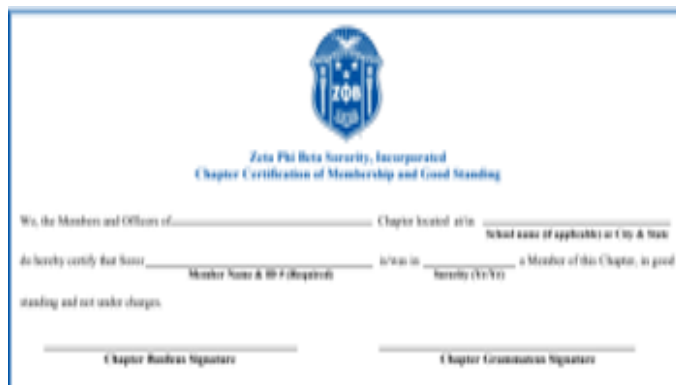 ΖΦΒ
Zeta Phi Beta Sorority, Incorporated
Chapter Certification of Membership and Good Standing
We, the Members and Officers of Chapter located at/in
School name (if applicable) or City & State
do hereby certify that Soror is/was in a Member of this Chapter, in good
Member Name & ID # (Required) Sorority (Yr/Yr)
standing and not under charges.
Chapter Basileus Signature Chapter Grammateus Signature